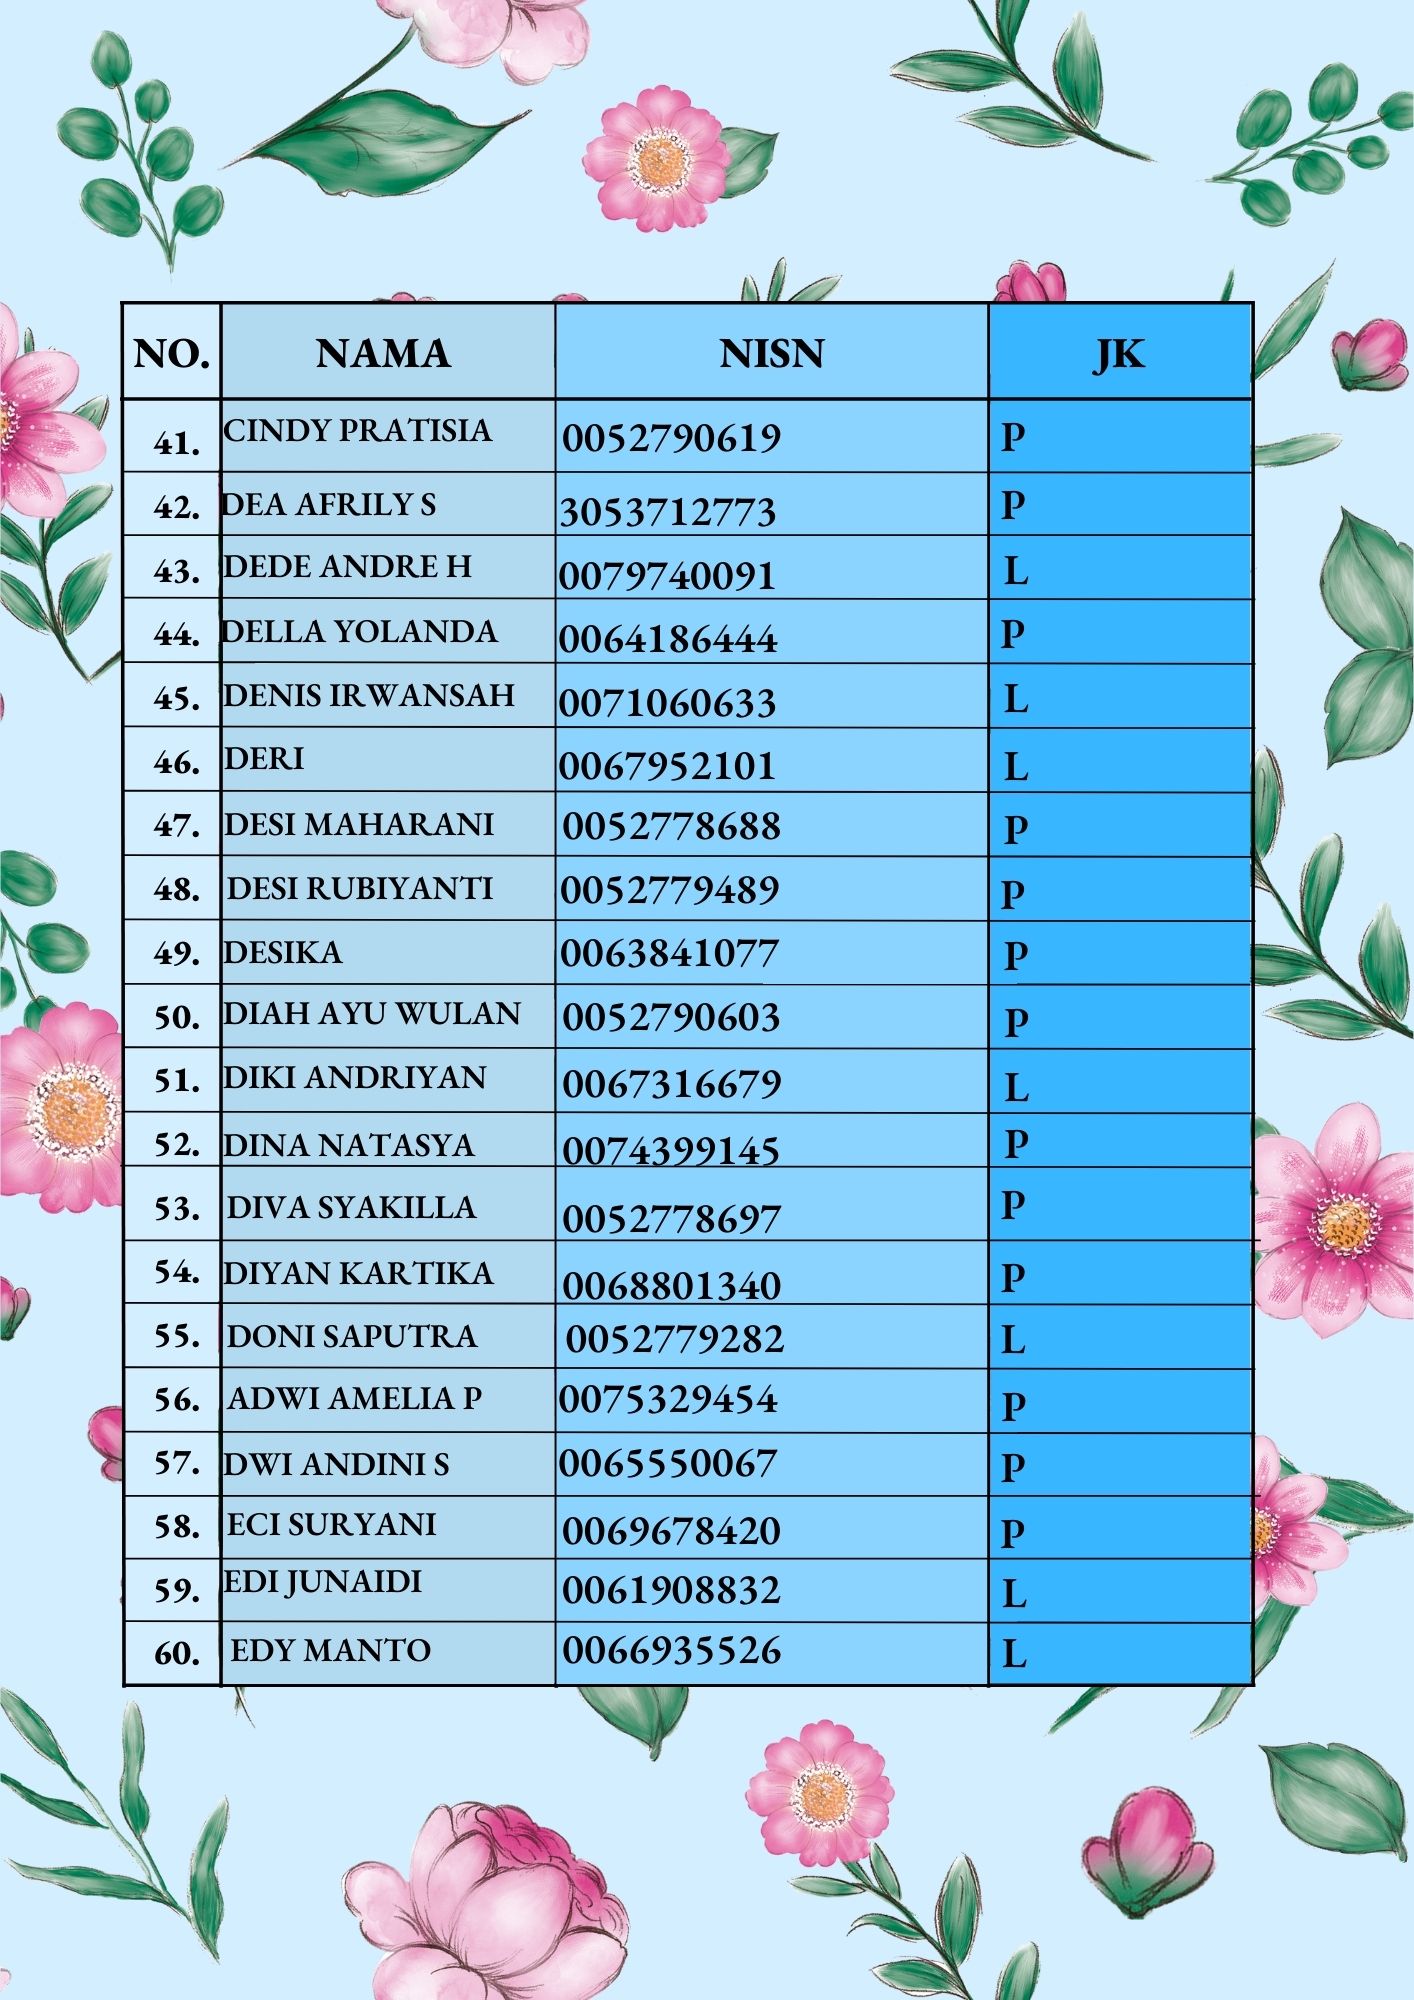 NO. NAMA NISN JK
41. CINDY PRATISIA 0052790619 P
42. DEA AFRILY S 3053712773 P
43. DEDE ANDRE H 0079740091 L
44. DELLA YOLANDA 0064186444 P
45. DENIS IRWANSAH 0071060633 L
46. DERI 0067952101 L
47. DESI MAHARANI 0052778688 P
48. DESI RUBIYANTI 0052779489 P
49. DESIKA 0063841077 P
50. DIAH AYU WULAN 0052790603 P
51. DIKI ANDRIYAN 0067316679 L
52. DINA NATASYA 0074399145 P
53. DIVA SYAKILLA 0052778697 P
54. DIYAN KARTIKA 0068801340 P
55. DONI SAPUTRA 0052779282 L
56. ADWI AMELIA P 0075329454 P
57. DWI ANDINI S 0065550067 P
58. ECI SURYANI 0069678420 P
59. EDI JUNAIDI 0061908832 L
60. EDY MANTO 0066935526 L